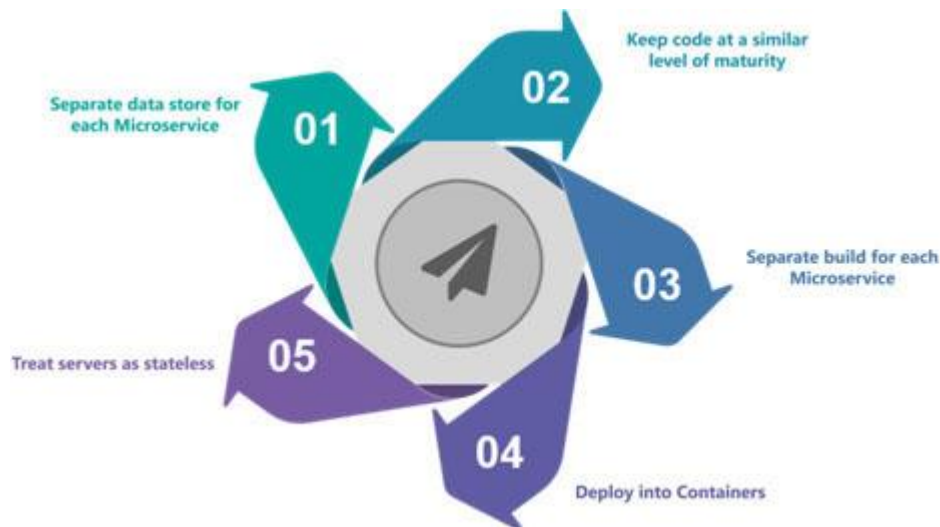 01
Separate data store for
each Microservice
02
Keep code at a similar
level of maturity
03
Separate build for each
Microservice
04
Deploy into Containers
05
Treat servers as stateless